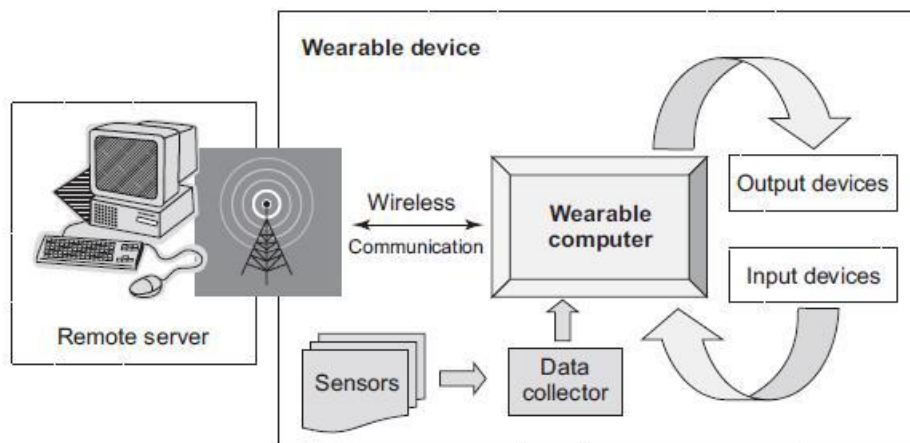 Wearable device
Remote server
Wireless
Communication
Wearable
computer
Output devices
Input devices
Sensors
Data
collector